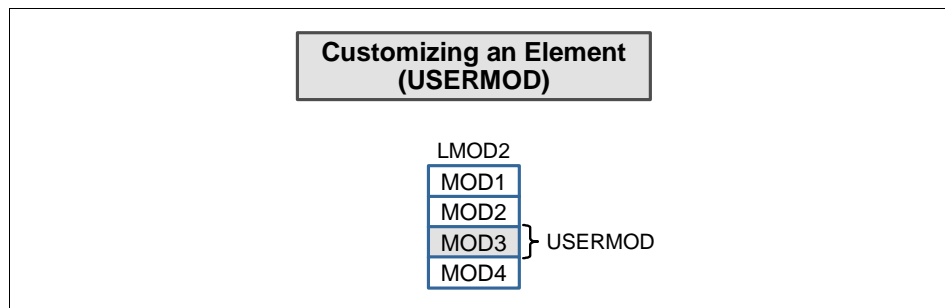 Customizing an Element
(USERMOD)
LMOD2
MOD1
MOD2
MOD3 USERMOD
MOD4